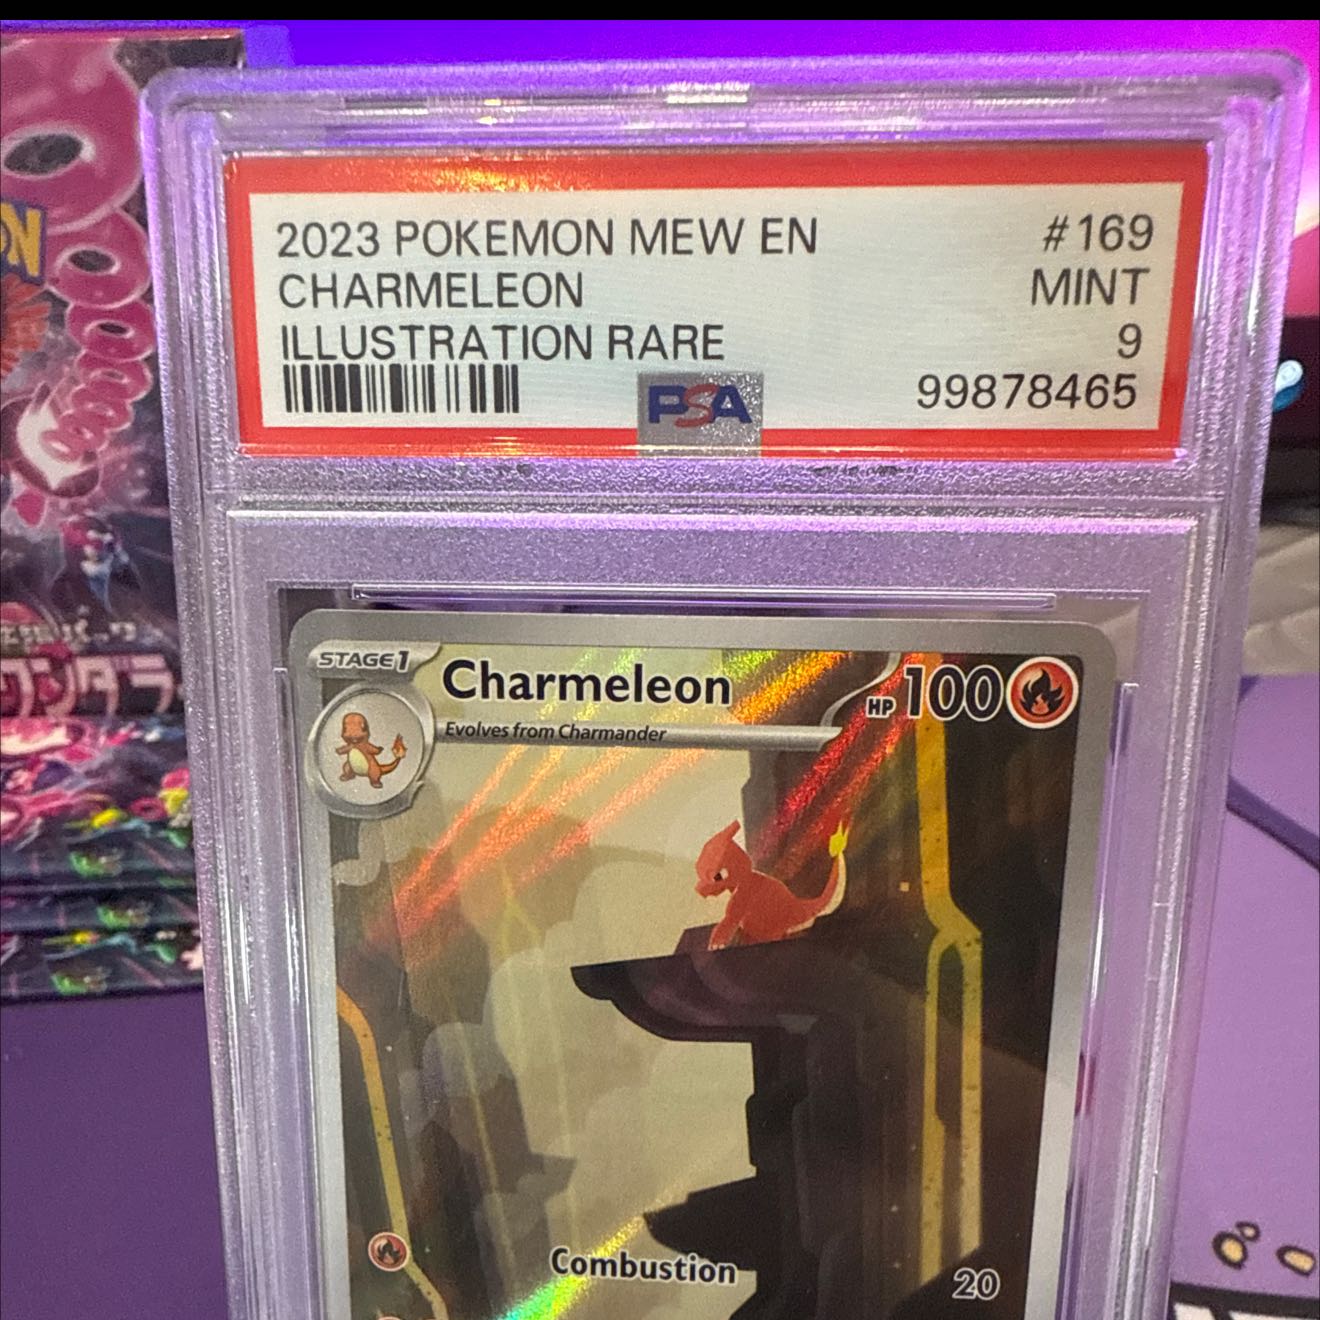 2023 POKEMON MEW EN #169
CHARMELEON MINT
ILLUSTRATION RARE 9
PSA 99878465
STAGE1
Charmeleon
HP 100
Evolves from Charmander
Combustion 20